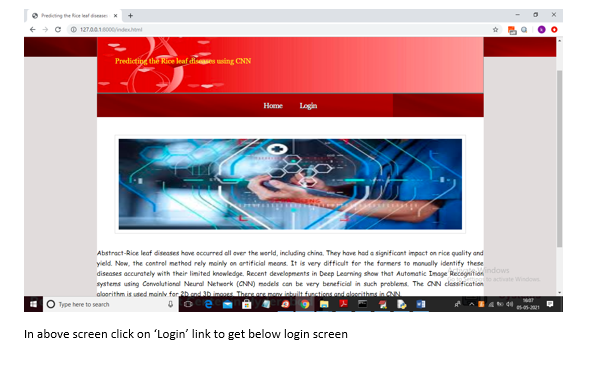 Predicting the Rice leaf diseases
127.0.0.1:8000/index.html
Predicting the Rice leaf diseases using CNN
Home Login
Abstract-Rice leaf diseases have occurred all over the world, including china. They have had a significant impact on rice quality and
yield. Now, the control method rely mainly on artificial means. It is very difficult for the farmers to manually identify these
diseases accurately with their limited knowledge. Recent developments in Deep Learning show that Automatic Image Recognition
systems using Convolutional Neural Network (CNN) models can be very beneficial in such problems. The CNN classification
algorithm is used mainly for 2D and 3D images. There are many inbuilt functions and algorithms in CNN.
Type here to search
16:07
05-05-2021
In above screen click on ‘Login’ link to get below login screen